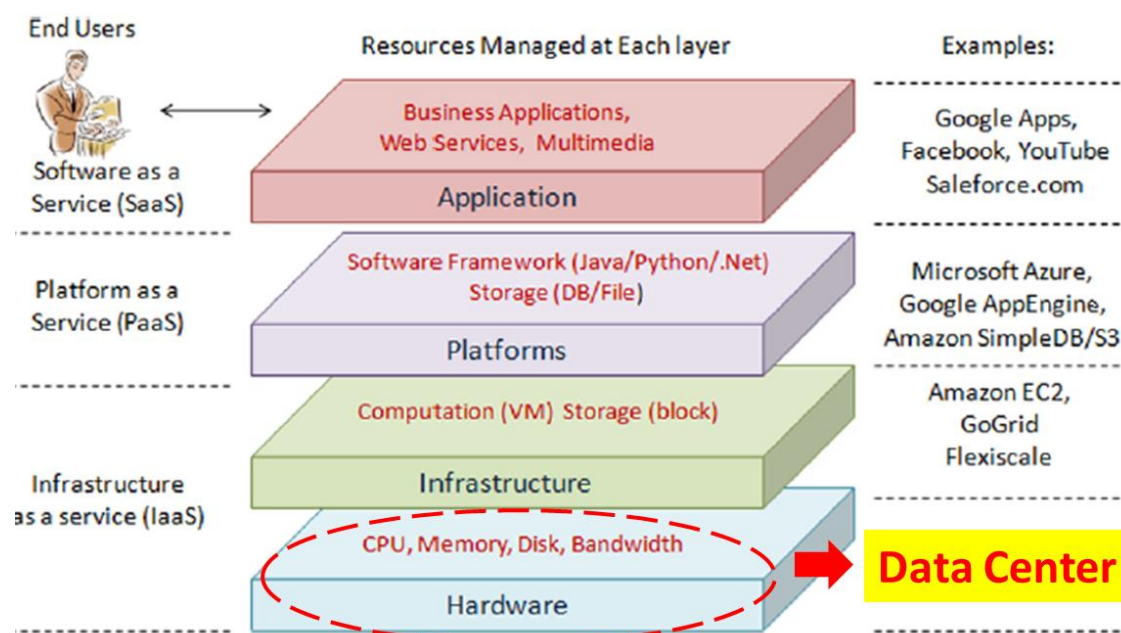 End Users
Resources Managed at Each layer
Examples:
Business Applications,
Web Services, Multimedia
Application
Software as a
Service (SaaS)
Google Apps,
Facebook, YouTube
Saleforce.com
Platform as a
Service (PaaS)
Software Framework (Java/Python/.Net)
Storage (DB/File)
Platforms
Microsoft Azure,
Google AppEngine,
Amazon SimpleDB/S3
Computation (VM) Storage (block)
Infrastructure
Amazon EC2,
GoGrid
Flexiscale
Infrastructure
as a service (IaaS)
CPU, Memory, Disk, Bandwidth
Hardware
Data Center